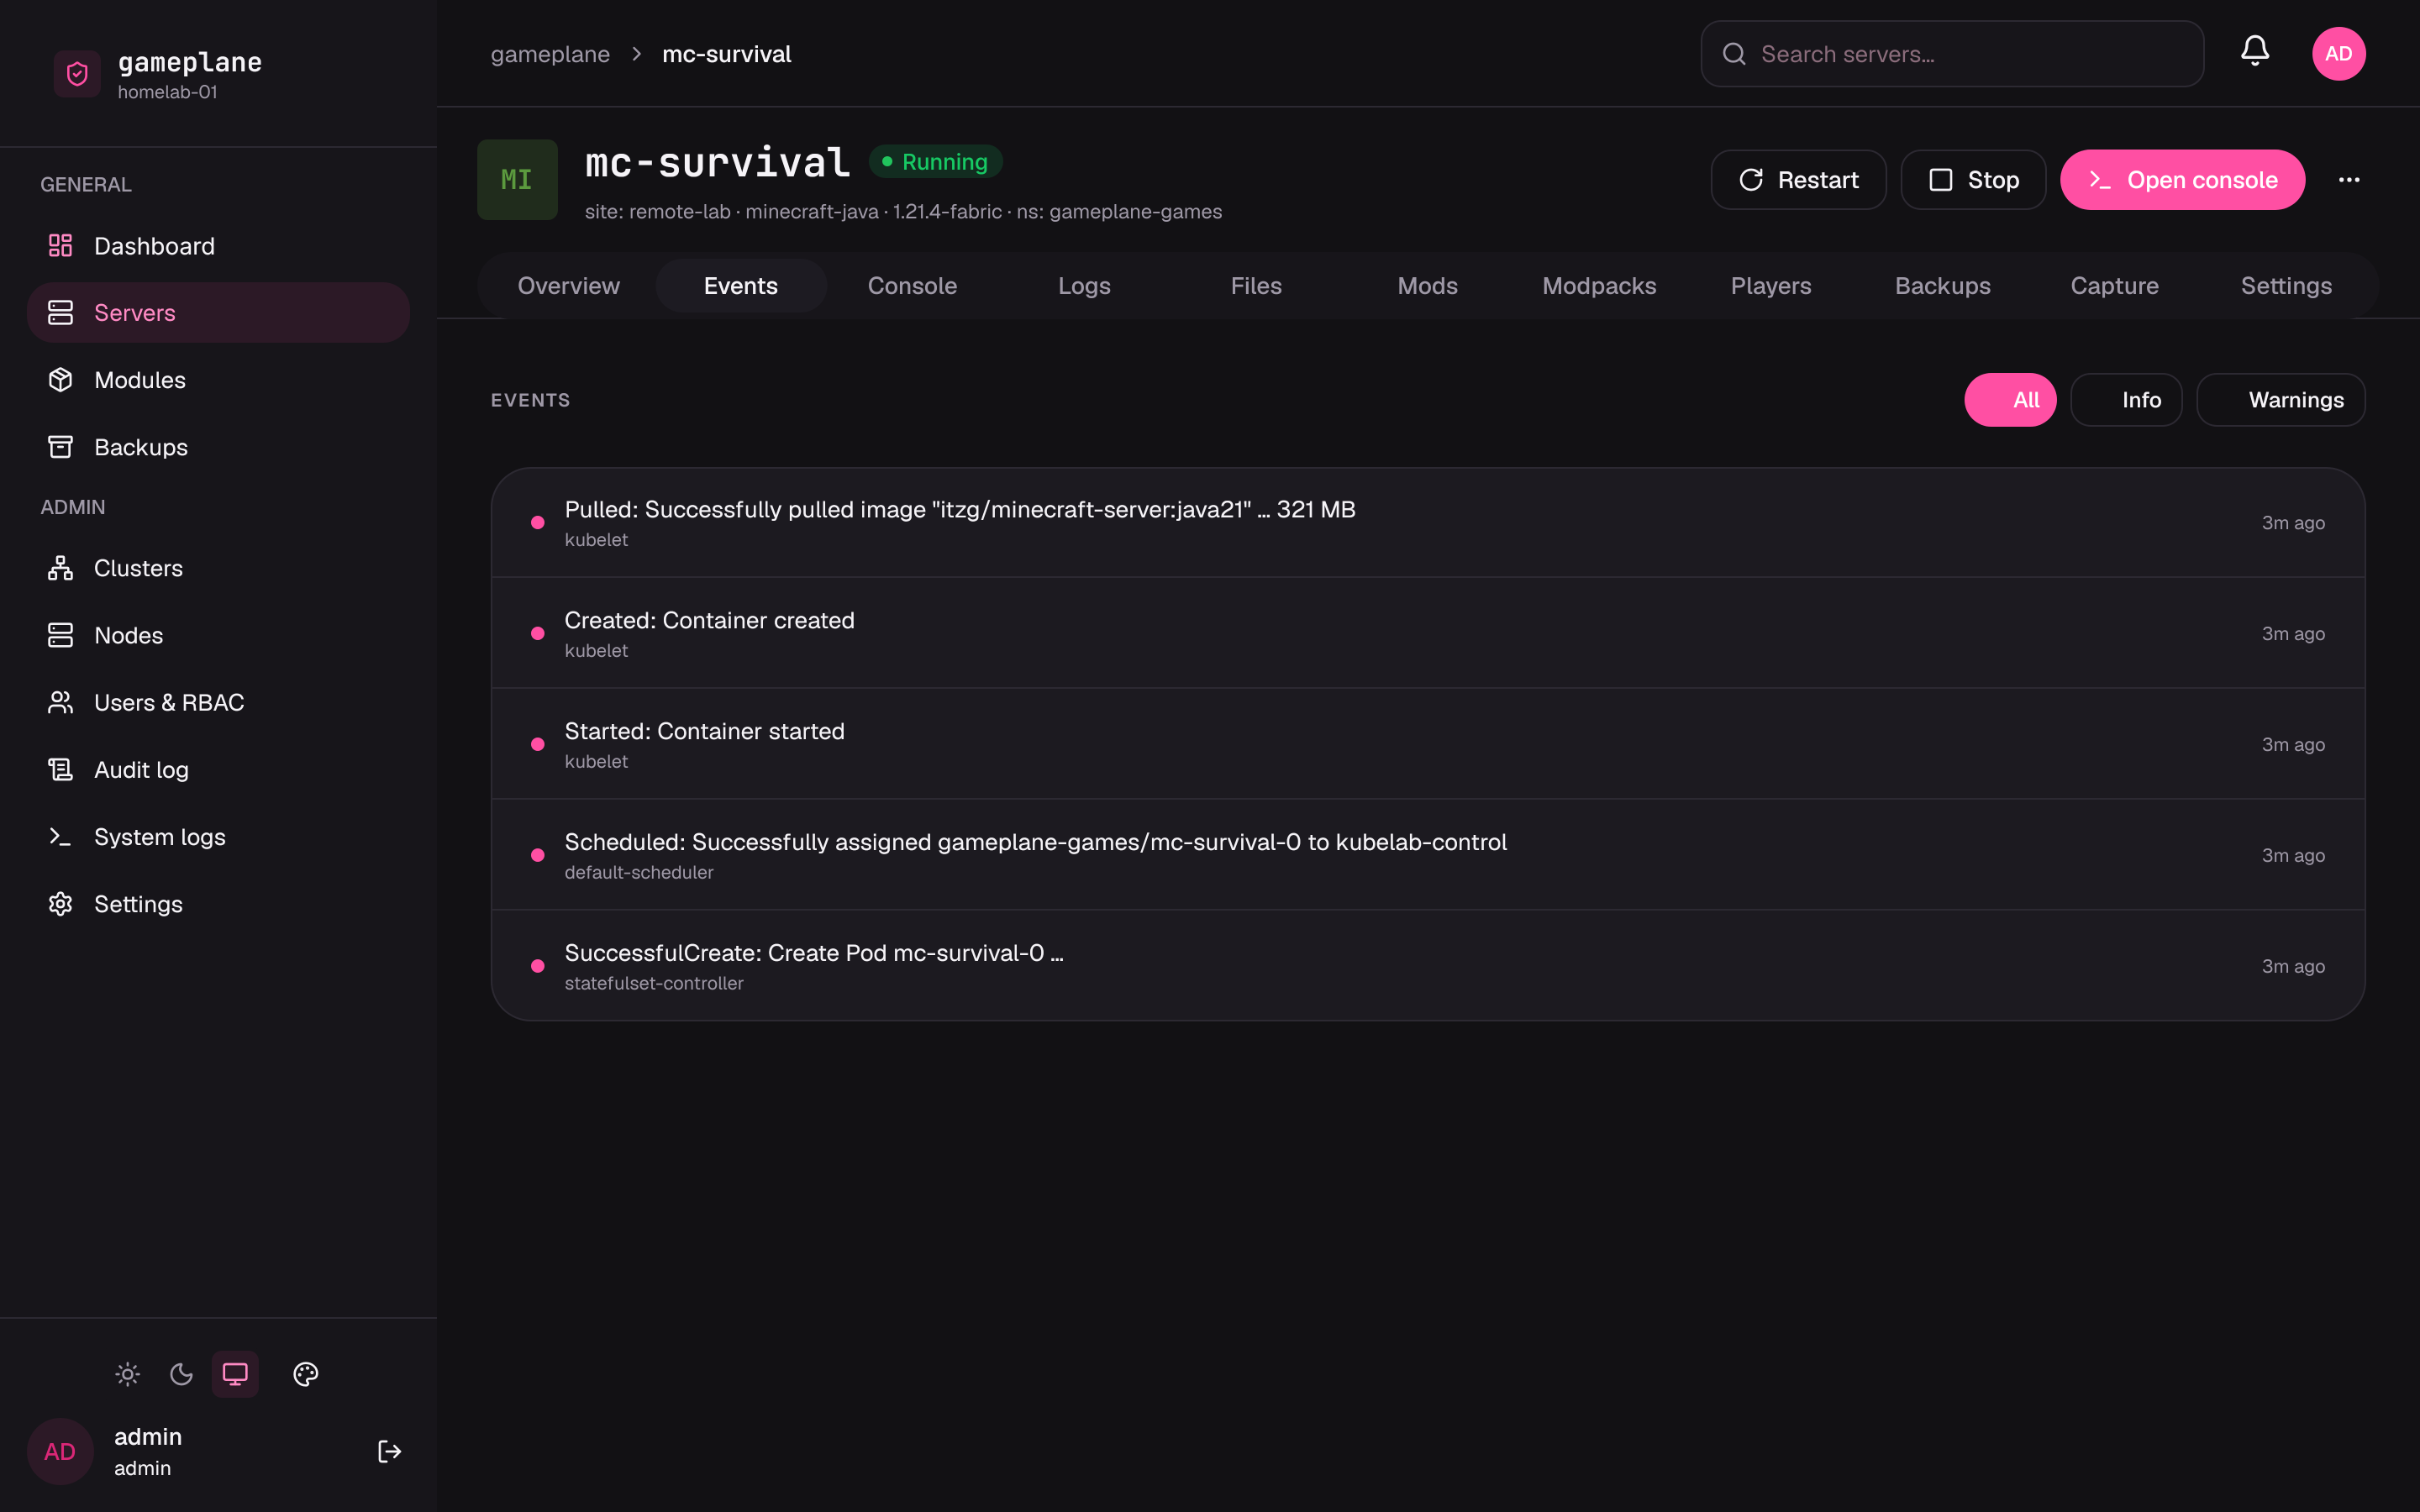 gameplane
homelab-01
GENERAL
Dashboard
Servers
Modules
Backups
ADMIN
Clusters
Nodes
Users & RBAC
Audit log
System logs
Settings
AD
admin
admin
gameplane > mc-survival
Search servers...
AD
MI
mc-survival
Running
site: remote-lab · minecraft-java · 1.21.4-fabric · ns: gameplane-games
Restart
Stop
Open console
Overview Events Console Logs Files Mods Modpacks Players Backups Capture Settings
EVENTS
All Info Warnings
Pulled: Successfully pulled image "itzg/minecraft-server:java21" ... 321 MB
kubelet
3m ago
Created: Container created
kubelet
3m ago
Started: Container started
kubelet
3m ago
Scheduled: Successfully assigned gameplane-games/mc-survival-0 to kubelab-control
default-scheduler
3m ago
SuccessfulCreate: Create Pod mc-survival-0 ...
statefulset-controller
3m ago